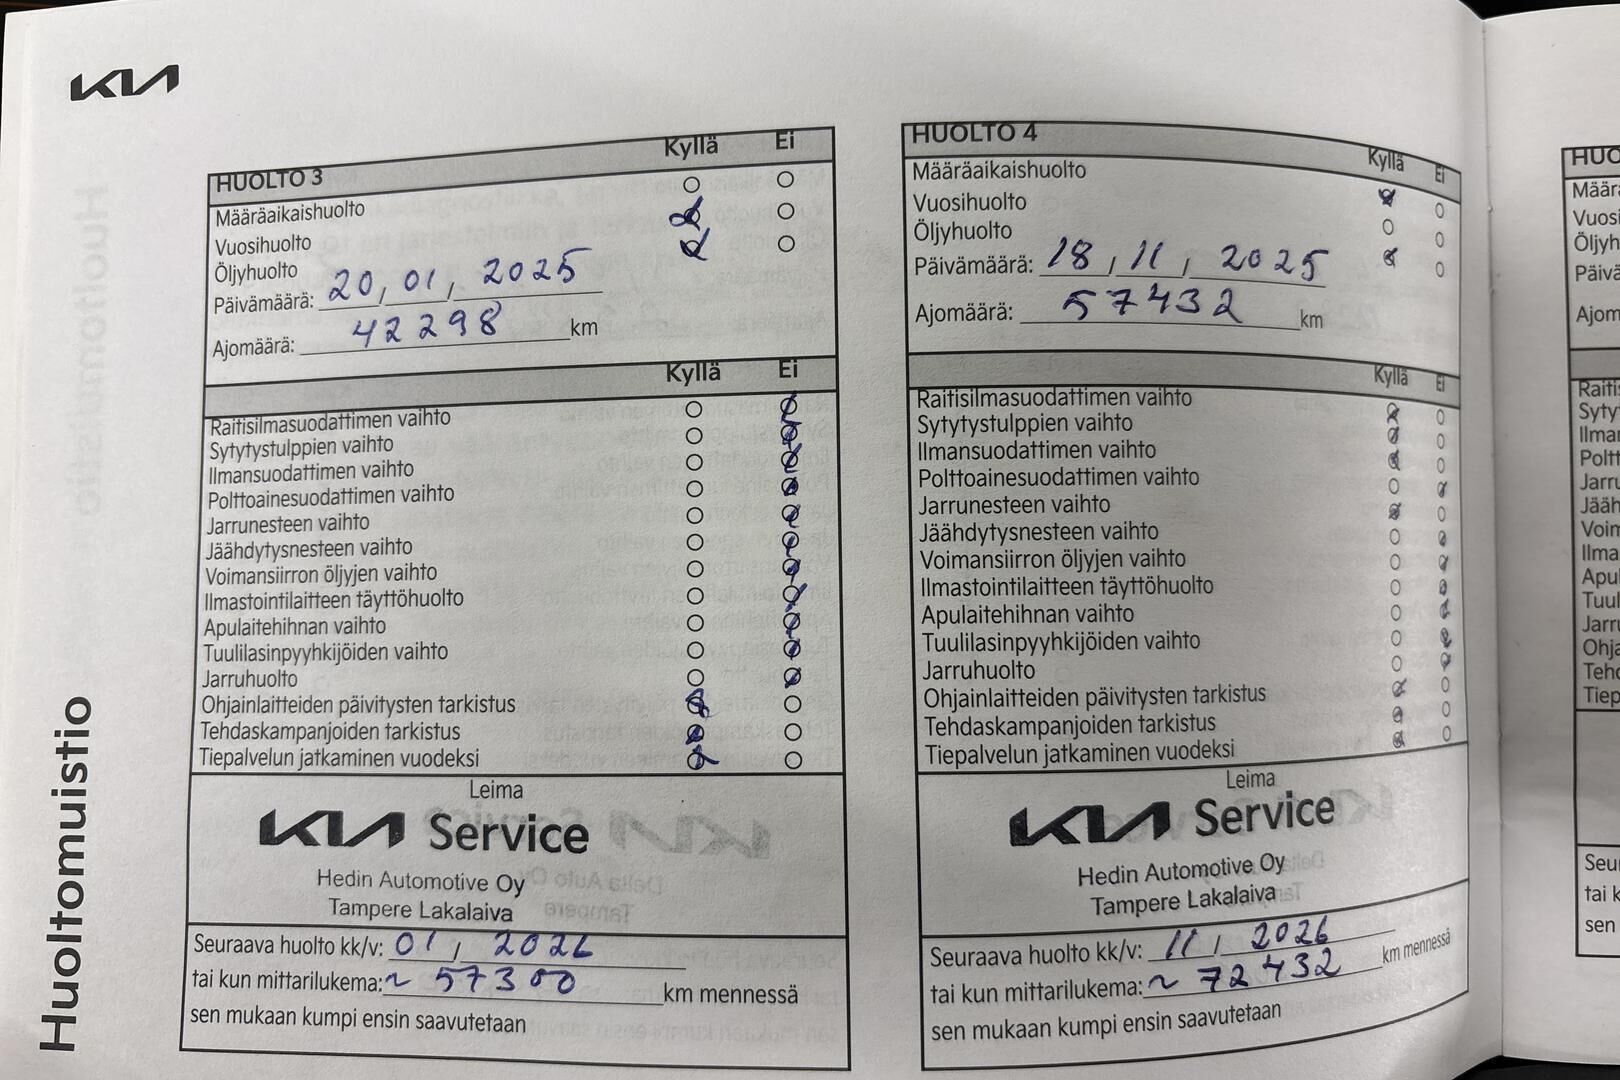 KIA
Huoltomuistio
HUOLTO 3 Kyllä Ei
Määräaikaishuolto
Vuosihuolto
Öljyhuolto
Päivämäärä: 20, 01, 2025
Ajomäärä: 42298 km
Kyllä Ei
Raitisilmasuodattimen vaihto
Sytytystulppien vaihto
Ilmansuodattimen vaihto
Polttoainesuodattimen vaihto
Jarrunesteen vaihto
Jäähdytysnesteen vaihto
Voimansiirron öljyjen vaihto
Ilmastointilaitteen täyttöhuolto
Apulaitehihnan vaihto
Tuulilasinpyyhkijöiden vaihto
Jarruhuolto
Ohjainlaitteiden päivitysten tarkistus
Tehdaskampanjoiden tarkistus
Tiepalvelun jatkaminen vuodeksi
Leima
KIA Service
Hedin Automotive Oy
Tampere Lakalaiva
Seuraava huolto kk/v: 01 / 2026
tai kun mittarilukema: ~ 57300 km mennessä
sen mukaan kumpi ensin saavutetaan
HUOLTO 4 Kyllä Ei
Määräaikaishuolto
Vuosihuolto
Öljyhuolto
Päivämäärä: 18, 11, 2025
Ajomäärä: 57432 km
Kyllä Ei
Raitisilmasuodattimen vaihto
Sytytystulppien vaihto
Ilmansuodattimen vaihto
Polttoainesuodattimen vaihto
Jarrunesteen vaihto
Jäähdytysnesteen vaihto
Voimansiirron öljyjen vaihto
Ilmastointilaitteen täyttöhuolto
Apulaitehihnan vaihto
Tuulilasinpyyhkijöiden vaihto
Jarruhuolto
Ohjainlaitteiden päivitysten tarkistus
Tehdaskampanjoiden tarkistus
Tiepalvelun jatkaminen vuodeksi
Leima
KIA Service
Hedin Automotive Oy
Tampere Lakalaiva
Seuraava huolto kk/v: 11 / 2026
tai kun mittarilukema: ~ 72432 km mennessä
sen mukaan kumpi ensin saavutetaan